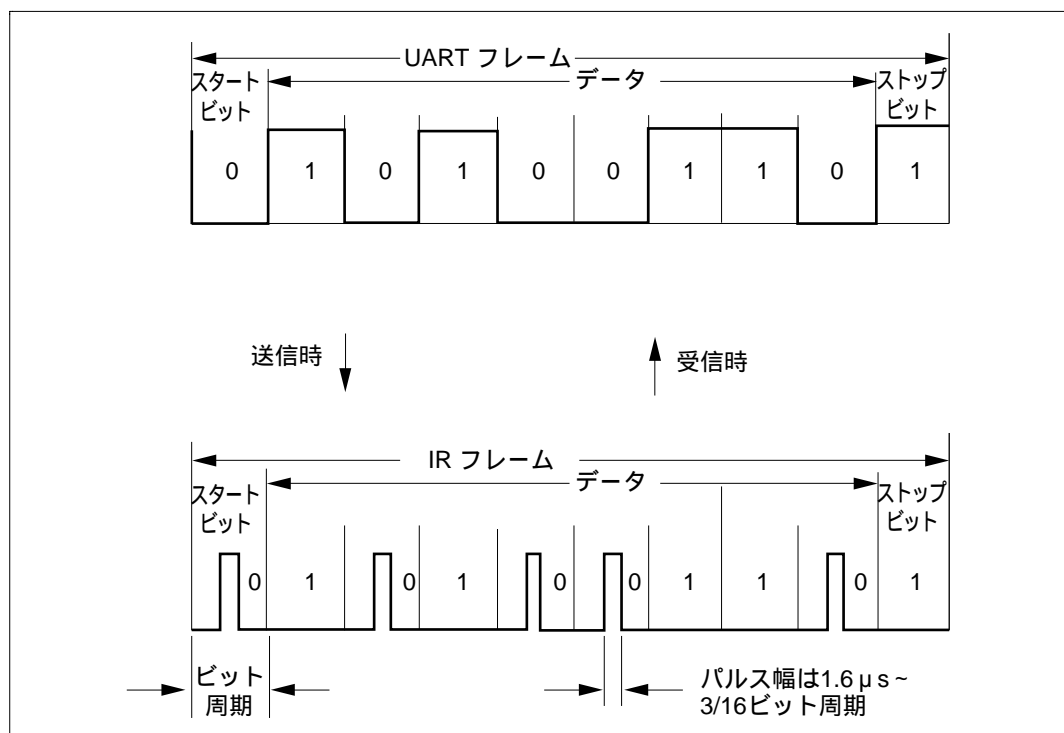 UART フレーム
スタート
ビット
データ
ストップ
ビット
0 1 0 1 0 0 1 1 0 1
送信時
受信時
IR フレーム
スタート
ビット
データ
ストップ
ビット
0 1 0 1 0 0 1 1 0 1
ビット
周期
パルス幅は1.6 μ s ~
3/16ビット周期